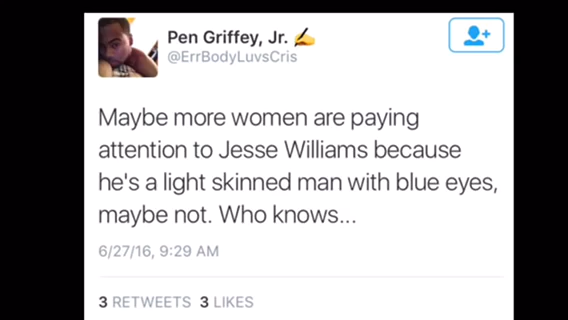 Pen Griffey, Jr. ✍
@ErrBodyLuvsCris
Maybe more women are paying
attention to Jesse Williams because
he's a light skinned man with blue eyes,
maybe not. Who knows...
6/27/16, 9:29 AM
3 RETWEETS 3 LIKES